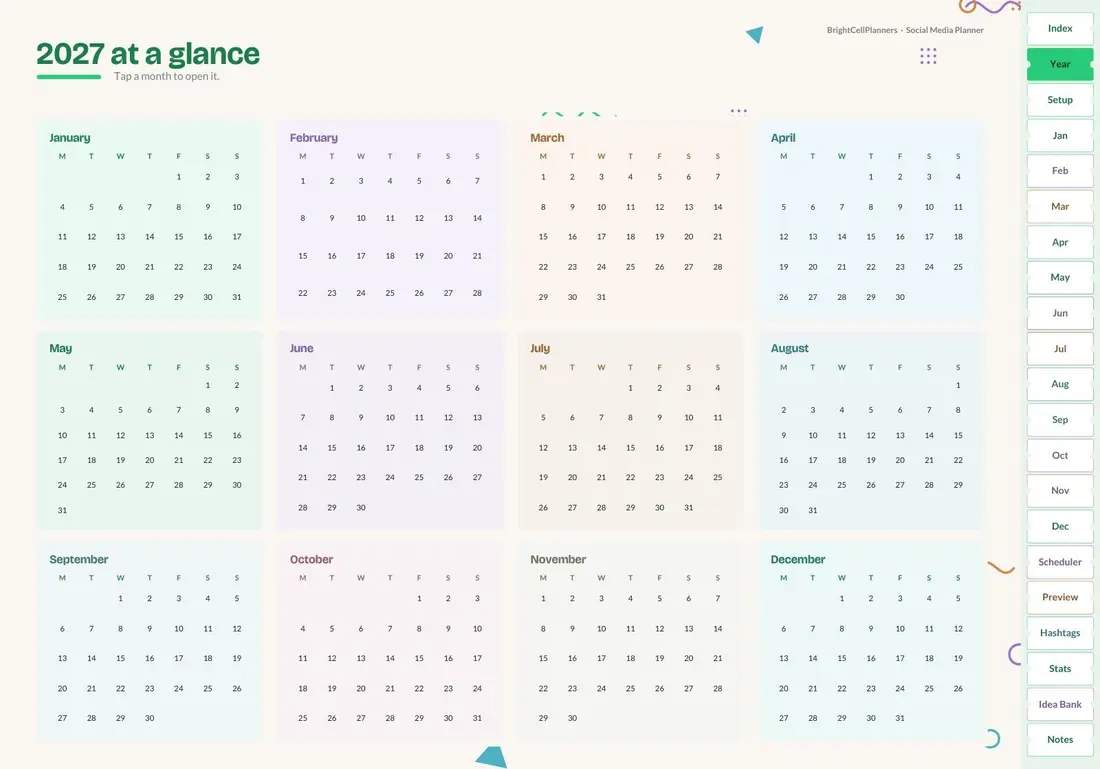 BrightCellPlanners · Social Media Planner
2027 at a glance
Tap a month to open it.
January
M T W T F S S
1 2 3
4 5 6 7 8 9 10
11 12 13 14 15 16 17
18 19 20 21 22 23 24
25 26 27 28 29 30 31
February
M T W T F S S
1 2 3 4 5 6 7
8 9 10 11 12 13 14
15 16 17 18 19 20 21
22 23 24 25 26 27 28
March
M T W T F S S
1 2 3 4 5 6 7
8 9 10 11 12 13 14
15 16 17 18 19 20 21
22 23 24 25 26 27 28
29 30 31
April
M T W T F S S
1 2 3 4
5 6 7 8 9 10 11
12 13 14 15 16 17 18
19 20 21 22 23 24 25
26 27 28 29 30
May
M T W T F S S
1 2
3 4 5 6 7 8 9
10 11 12 13 14 15 16
17 18 19 20 21 22 23
24 25 26 27 28 29 30
31
June
M T W T F S S
1 2 3 4 5 6
7 8 9 10 11 12 13
14 15 16 17 18 19 20
21 22 23 24 25 26 27
28 29 30
July
M T W T F S S
1 2 3 4
5 6 7 8 9 10 11
12 13 14 15 16 17 18
19 20 21 22 23 24 25
26 27 28 29 30 31
August
M T W T F S S
1
2 3 4 5 6 7 8
9 10 11 12 13 14 15
16 17 18 19 20 21 22
23 24 25 26 27 28 29
30 31
September
M T W T F S S
1 2 3 4 5
6 7 8 9 10 11 12
13 14 15 16 17 18 19
20 21 22 23 24 25 26
27 28 29 30
October
M T W T F S S
1 2 3
4 5 6 7 8 9 10
11 12 13 14 15 16 17
18 19 20 21 22 23 24
25 26 27 28 29 30 31
November
M T W T F S S
1 2 3 4 5 6 7
8 9 10 11 12 13 14
15 16 17 18 19 20 21
22 23 24 25 26 27 28
29 30
December
M T W T F S S
1 2 3 4 5
6 7 8 9 10 11 12
13 14 15 16 17 18 19
20 21 22 23 24 25 26
27 28 29 30 31
Index
Year
Setup
Jan
Feb
Mar
Apr
May
Jun
Jul
Aug
Sep
Oct
Nov
Dec
Scheduler
Preview
Hashtags
Stats
Idea Bank
Notes